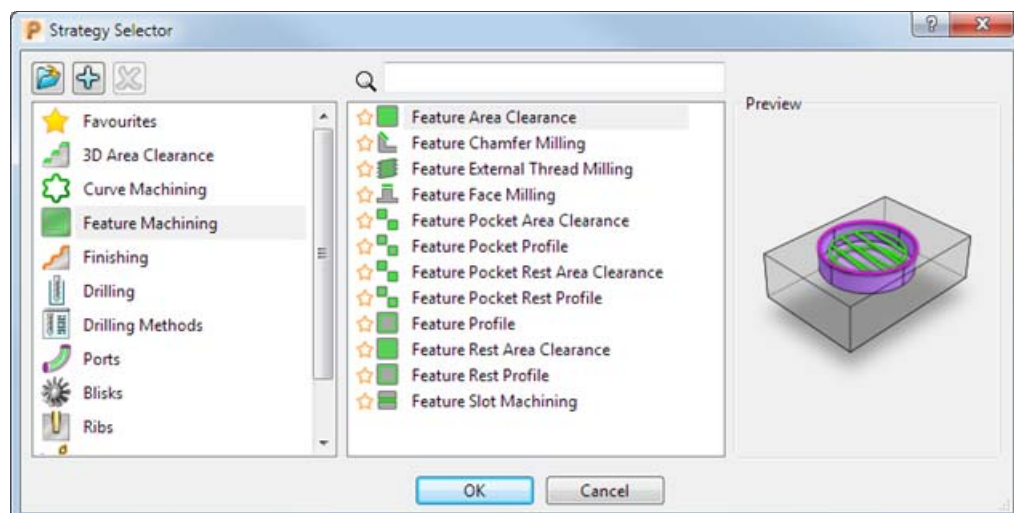 Strategy Selector
Favourites
3D Area Clearance
Curve Machining
Feature Machining
Finishing
Drilling
Drilling Methods
Ports
Blisks
Ribs
Feature Area Clearance
Feature Chamfer Milling
Feature External Thread Milling
Feature Face Milling
Feature Pocket Area Clearance
Feature Pocket Profile
Feature Pocket Rest Area Clearance
Feature Pocket Rest Profile
Feature Profile
Feature Rest Area Clearance
Feature Rest Profile
Feature Slot Machining
Preview
OK
Cancel